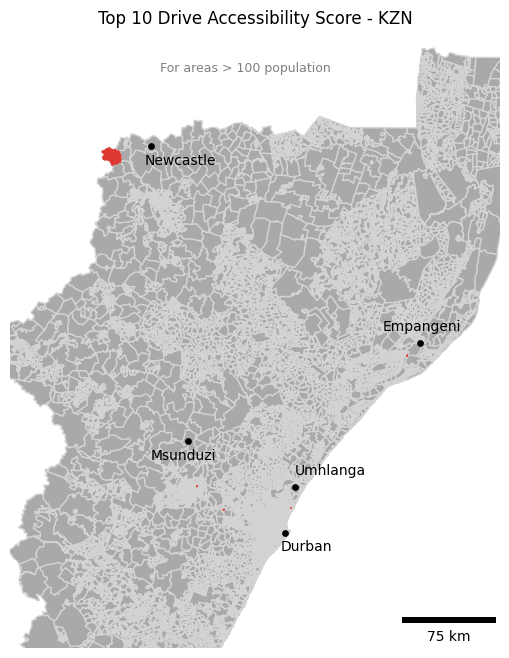 Top 10 Drive Accessibility Score - KZN
For areas > 100 population
Newcastle
Empangeni
Msunduzi
Umhlanga
Durban
75 km